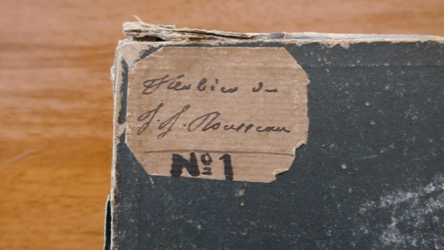 Herbier de
J. J. Rousseau
Nº 1